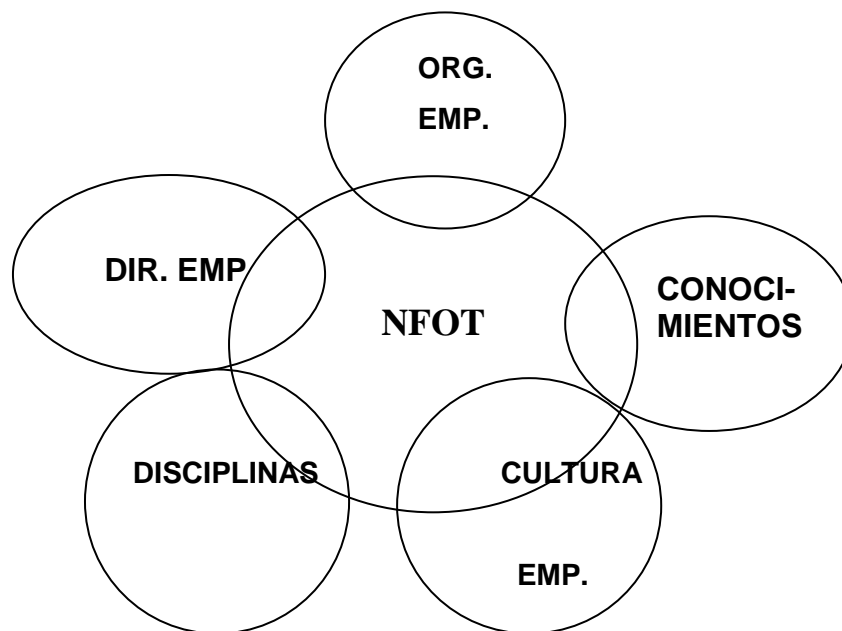 ORG.
EMP.
DIR. EMP
NFOT
CONOCI-
MIENTOS
DISCIPLINAS
CULTURA
EMP.